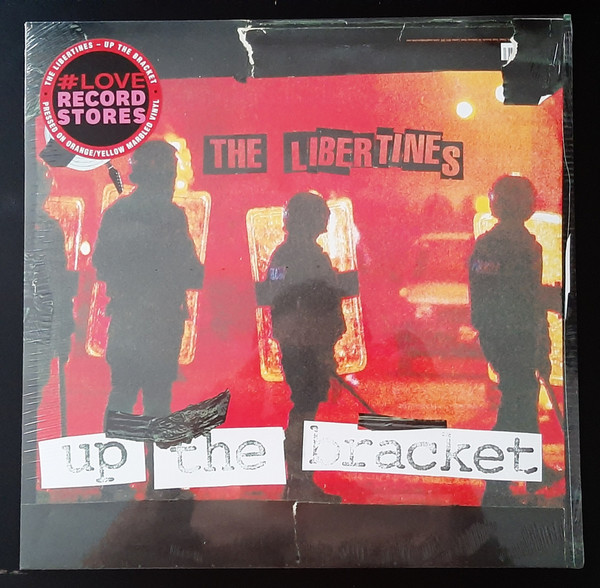 THE LIBERTINES – UP THE BRACKET
#LOVE
RECORD
STORES
PRESSED ON ORANGE/YELLOW MARBLED VINYL
THE LIBERTINES
up the bracket